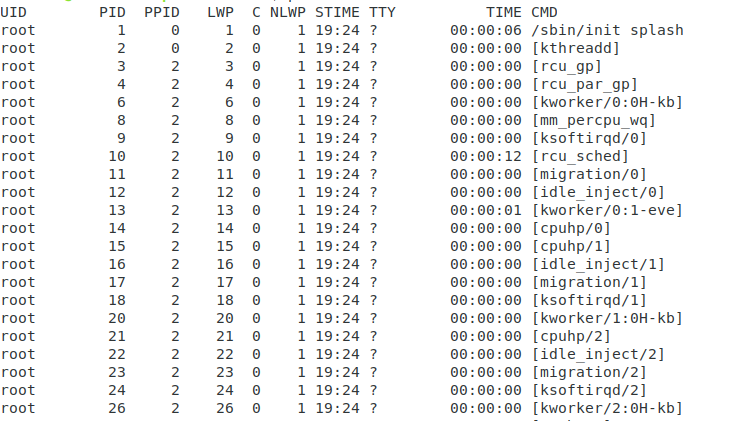 UID        PID  PPID   LWP  C NLWP STIME TTY          TIME CMD
root         1     0     1  0    1 19:24 ?        00:00:06 /sbin/init splash
root         2     0     2  0    1 19:24 ?        00:00:00 [kthreadd]
root         3     2     3  0    1 19:24 ?        00:00:00 [rcu_gp]
root         4     2     4  0    1 19:24 ?        00:00:00 [rcu_par_gp]
root         6     2     6  0    1 19:24 ?        00:00:00 [kworker/0:0H-kb]
root         8     2     8  0    1 19:24 ?        00:00:00 [mm_percpu_wq]
root         9     2     9  0    1 19:24 ?        00:00:00 [ksoftirqd/0]
root        10     2    10  0    1 19:24 ?        00:00:12 [rcu_sched]
root        11     2    11  0    1 19:24 ?        00:00:00 [migration/0]
root        12     2    12  0    1 19:24 ?        00:00:00 [idle_inject/0]
root        13     2    13  0    1 19:24 ?        00:00:01 [kworker/0:1-eve]
root        14     2    14  0    1 19:24 ?        00:00:00 [cpuhp/0]
root        15     2    15  0    1 19:24 ?        00:00:00 [cpuhp/1]
root        16     2    16  0    1 19:24 ?        00:00:00 [idle_inject/1]
root        17     2    17  0    1 19:24 ?        00:00:00 [migration/1]
root        18     2    18  0    1 19:24 ?        00:00:00 [ksoftirqd/1]
root        20     2    20  0    1 19:24 ?        00:00:00 [kworker/1:0H-kb]
root        21     2    21  0    1 19:24 ?        00:00:00 [cpuhp/2]
root        22     2    22  0    1 19:24 ?        00:00:00 [idle_inject/2]
root        23     2    23  0    1 19:24 ?        00:00:00 [migration/2]
root        24     2    24  0    1 19:24 ?        00:00:00 [ksoftirqd/2]
root        26     2    26  0    1 19:24 ?        00:00:00 [kworker/2:0H-kb]